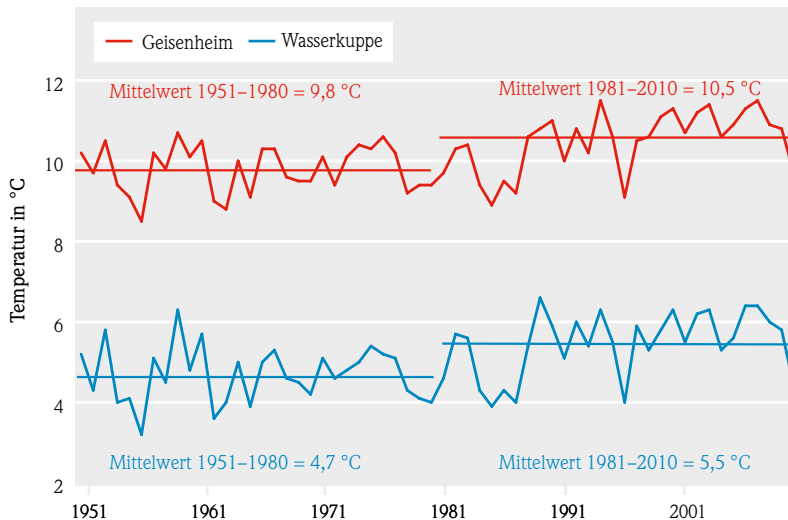 Geisenheim Wasserkuppe
Mittelwert 1951–1980 = 9,8 °C
Mittelwert 1981–2010 = 10,5 °C
Temperatur in °C
12
10
8
6
4
2
Mittelwert 1951–1980 = 4,7 °C
Mittelwert 1981–2010 = 5,5 °C
1951 1961 1971 1981 1991 2001